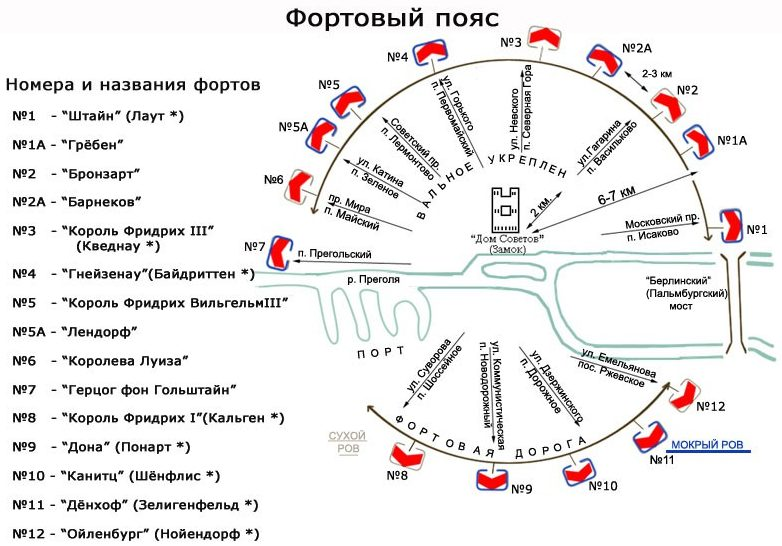 Фортовый пояс
Номера и названия фортов
№1 - “Штайн” (Лаут *)
№1А - “Грёбен”
№2 - “Бронзарт”
№2А - “Барнеков”
№3 - “Король Фридрих III”
(Кведнау *)
№4 - “Гнейзенау”(Байдриттен *)
№5 - “Король Фридрих ВильгельмIII”
№5А - “Лендорф”
№6 - “Королева Луиза”
№7 - “Герцог фон Гольштайн”
№8 - “Король Фридрих I”(Кальген *)
№9 - “Дона” (Понарт *)
№10 - “Канитц” (Шёнфлис *)
№11 - “Дёнхоф” (Зелигенфельд *)
№12 - “Ойленбург” (Нойендорф *)
№3
№4
№2А
2-3 км
№5
№2
№5А
№1А
№6
№7
№1
ул. Горького
п. Первомайский
ул. Невского
п. Северная Гора
ул.Гагарина
п. Васильково
Советский пр.
п. Лермонтово
ул. Катина
п. Зеленое
пр. Мира
п. Майский
п. Прегольский
ВАЛЬНОЕ УКРЕПЛЕН
2 км.
6-7 км
Московский пр.
п. Исаково
“Дом Советов”
(Замок)
р. Преголя
“Берлинский”
(Пальмбургский)
мост
ПОРТ
ул. Суворова
п. Шоссейное
ул. Коммунистическая
п. Новодорожный
ул. Дзержинского
п. Дорожное
ул. Емельянова
пос. Ржевское
№12
ФОРТОВАЯ ДОРОГА
СУХОЙ
РОВ
МОКРЫЙ РОВ
№8
№9
№10
№11